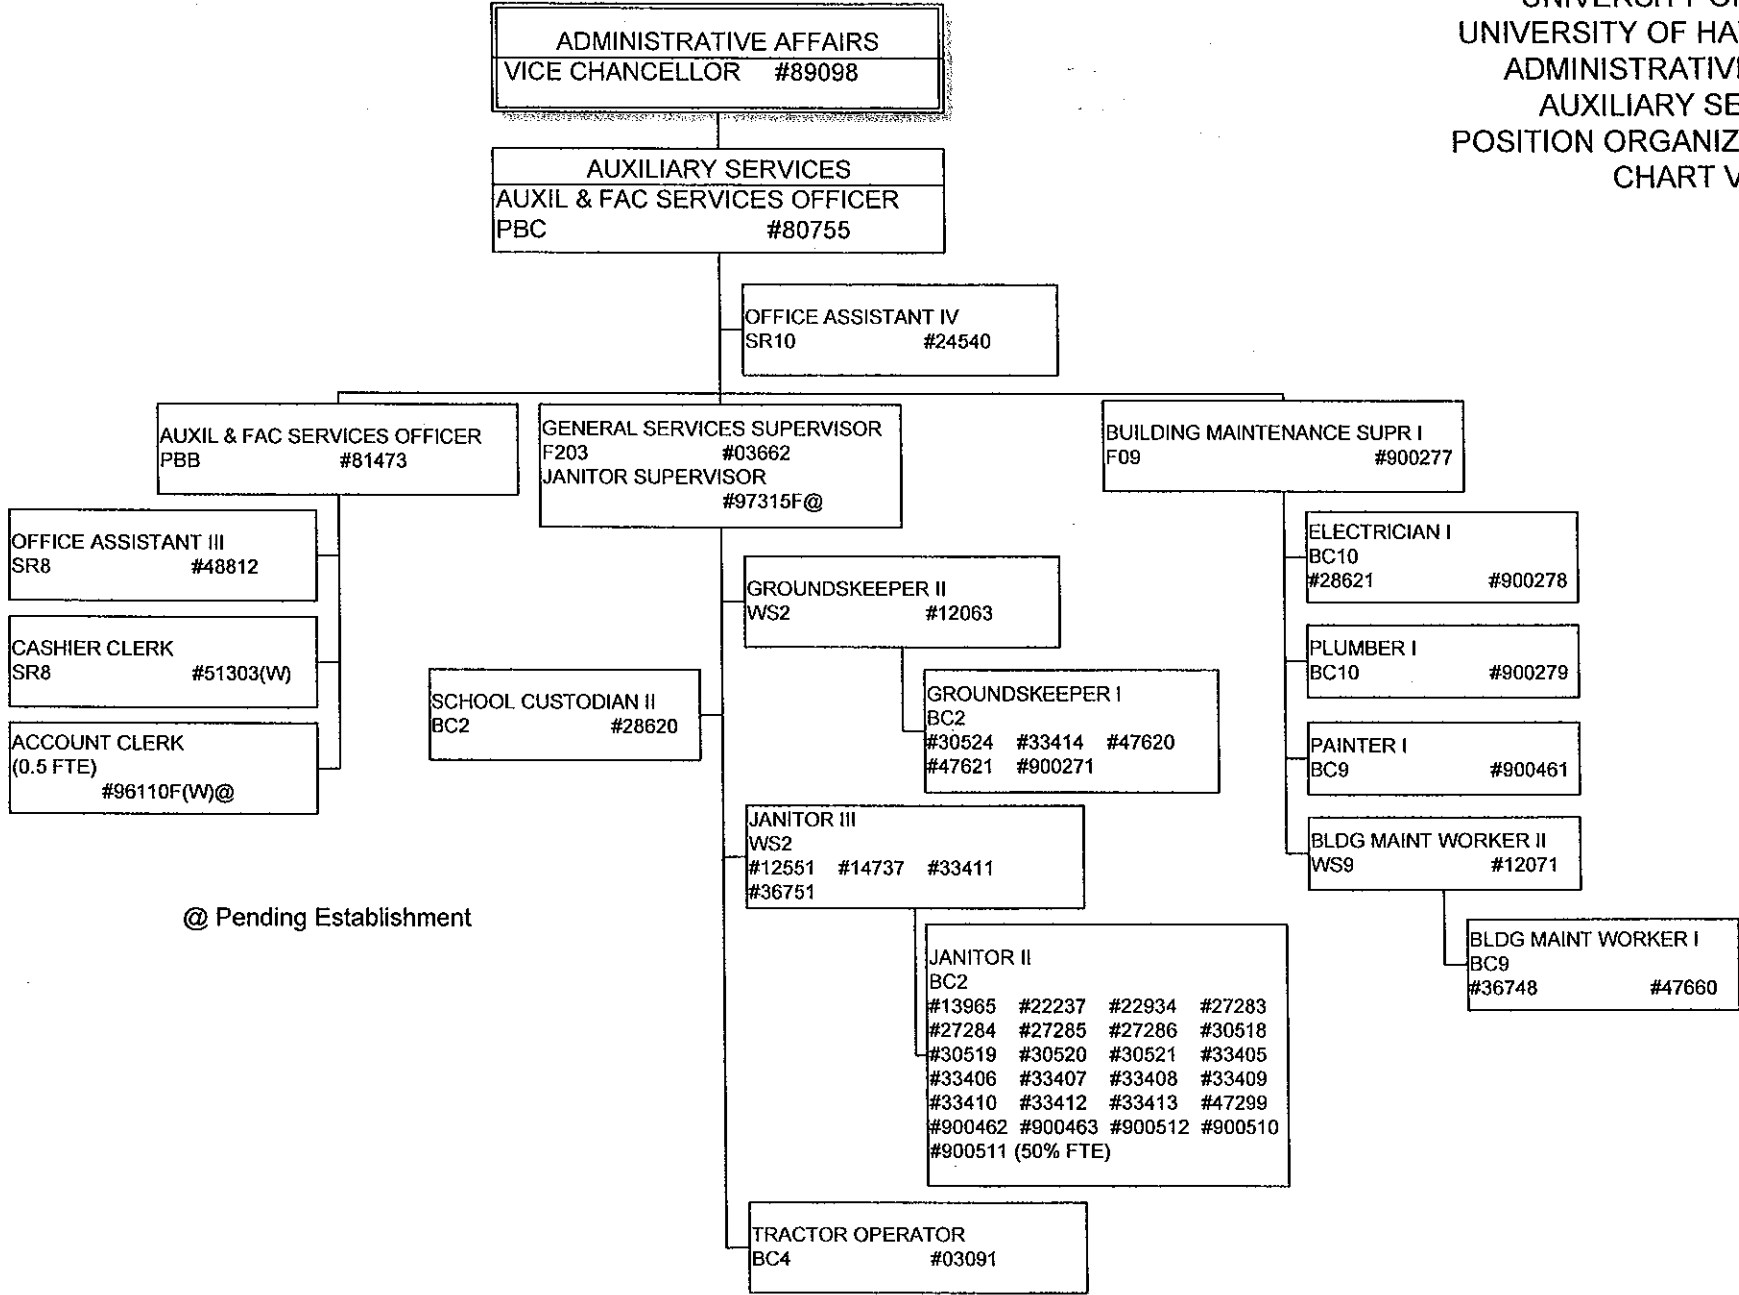 UNIVERSITY OF
UNIVERSITY OF
ADMINISTRATIVE
AUXILIARY
POSITION
CHART
ADMINISTRATIVE AFFAIRS
VICE CHANCELLOR #89098
AUXILIARY SERVICES
AUXIL & FAC SERVICES OFFICER
PBC #80755
OFFICE ASSISTANT IV
SR10 #24540
AUXIL & FAC SERVICES OFFICER
PBB #81473
OFFICE ASSISTANT III
SR8 #48812
CASHIER CLERK
SR8 #51303(W)
ACCOUNT CLERK
(0.5 FTE)
#96110F(W)@
GENERAL SERVICES SUPERVISOR
F203 #03662
JANITOR SUPERVISOR
#97315F@
GROUNDSKEEPER II
WS2 #12063
GROUNDSKEEPER I
BC2
#30524 #33414 #47620
#47621 #900271
SCHOOL CUSTODIAN II
BC2 #28620
JANITOR III
WS2
#12551 #14737 #33411
#36751
JANITOR II
BC2
#13965 #22237 #22934 #27283
#27284 #27285 #27286 #30518
#30519 #30520 #30521 #33405
#33406 #33407 #33408 #33409
#33410 #33412 #33413 #47299
#900462 #900463 #900512 #900510
#900511 (50% FTE)
TRACTOR OPERATOR
BC4 #03091
BUILDING MAINTENANCE SUPR I
F09 #900277
ELECTRICIAN I
BC10
#28621 #900278
PLUMBER I
BC10 #900279
PAINTER I
BC9 #900461
BLDG MAINT WORKER II
WS9 #12071
BLDG MAINT WORKER I
BC9
#36748 #47660
@ Pending Establishment